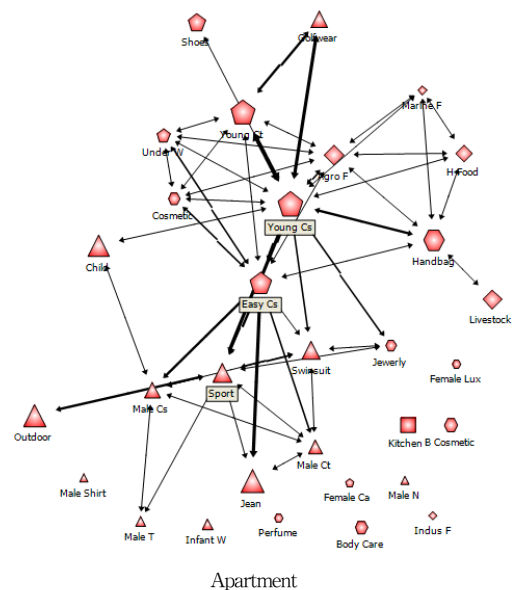 Shoes
Golfwear
Marine F
Young Ct
Under W
Agro F
H-Food
Cosmetic
Young Cs
Child
Handbag
Easy Cs
Livestock
Swinsuit
Jewerly
Female Lux
Male Cs
Sport
Outdoor
Kitchen
B Cosmetic
Male Ct
Male Shirt
Jean
Female Ca
Male N
Male T
Infant W
Perfume
Body Care
Indus F
Apartment